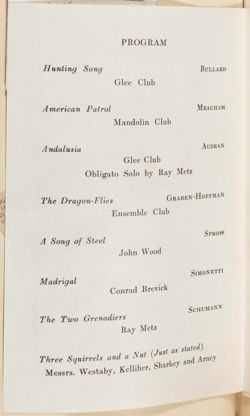 PROGRAM
Hunting Song BULLARD
Glee Club
American Patrol MEACHAM
Mandolin Club
Andalusia AUDRAN
Glee Club
Obligato Solo by Ray Metz
The Dragon-Flies GRABEN-HOFFMAN
Ensemble Club
A Song of Steel SPROSS
John Wood
Madrigal SIMONETTI
Conrad Brevick
The Two Grenadiers SCHUMANN
Ray Metz
Three Squirrels and a Nut (Just as stated)
Messrs. Westaby, Kelliher, Sharkey and Arney